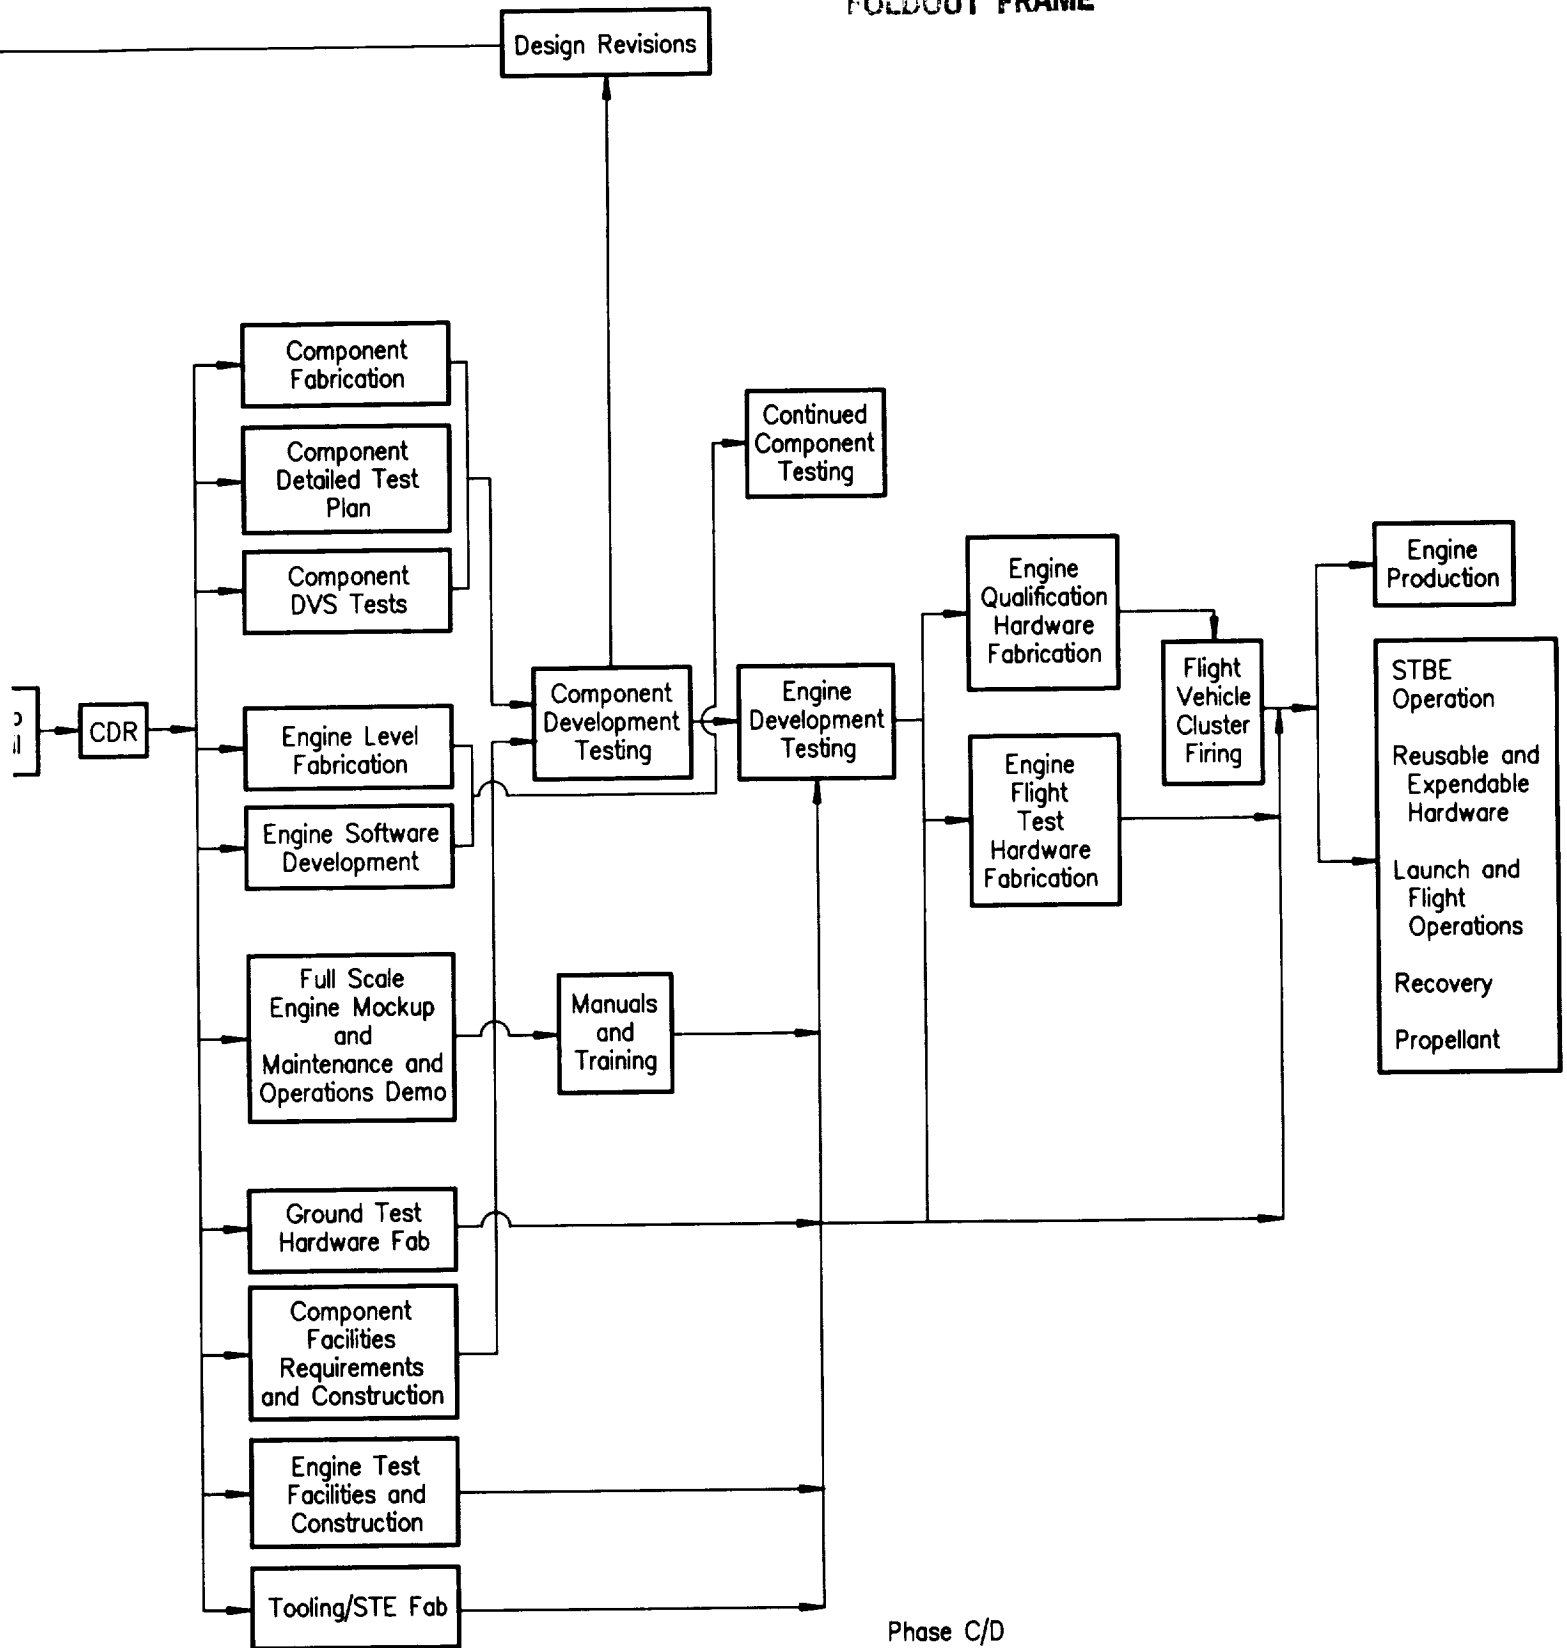 FOLDOUT FRAME
Design Revisions
Component
Fabrication
Component
Detailed Test
Plan
Component
DVS Tests
CDR
Engine Level
Fabrication
Engine Software
Development
Full Scale
Engine Mockup
and
Maintenance and
Operations Demo
Ground Test
Hardware Fab
Component
Facilities
Requirements
and Construction
Engine Test
Facilities and
Construction
Tooling/STE Fab
Component
Development
Testing
Manuals
and
Training
Continued
Component
Testing
Engine
Development
Testing
Engine
Qualification
Hardware
Fabrication
Engine
Flight
Test
Hardware
Fabrication
Flight
Vehicle
Cluster
Firing
Engine
Production
STBE
Operation
Reusable and
Expendable
Hardware
Launch and
Flight
Operations
Recovery
Propellant
Phase C/D